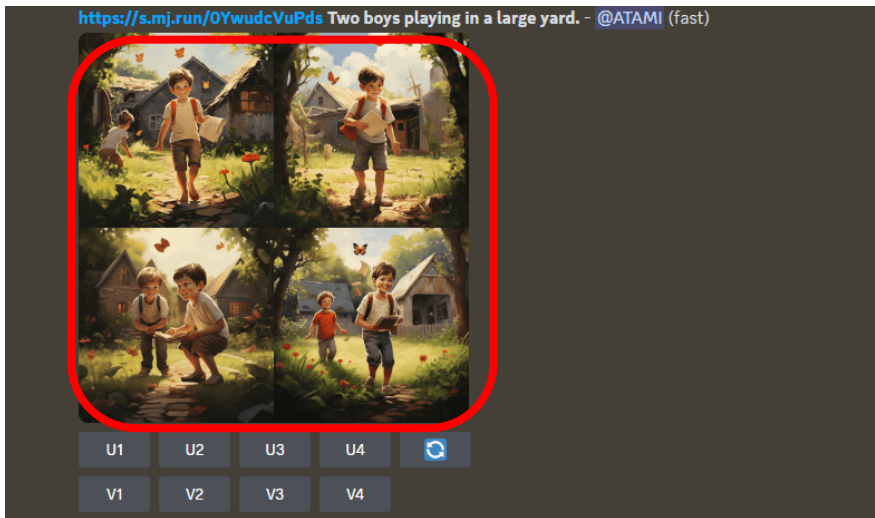 https://s.mj.run/0YwudcVuPds Two boys playing in a large yard. - @ATAMI (fast)
U1 U2 U3 U4
V1 V2 V3 V4